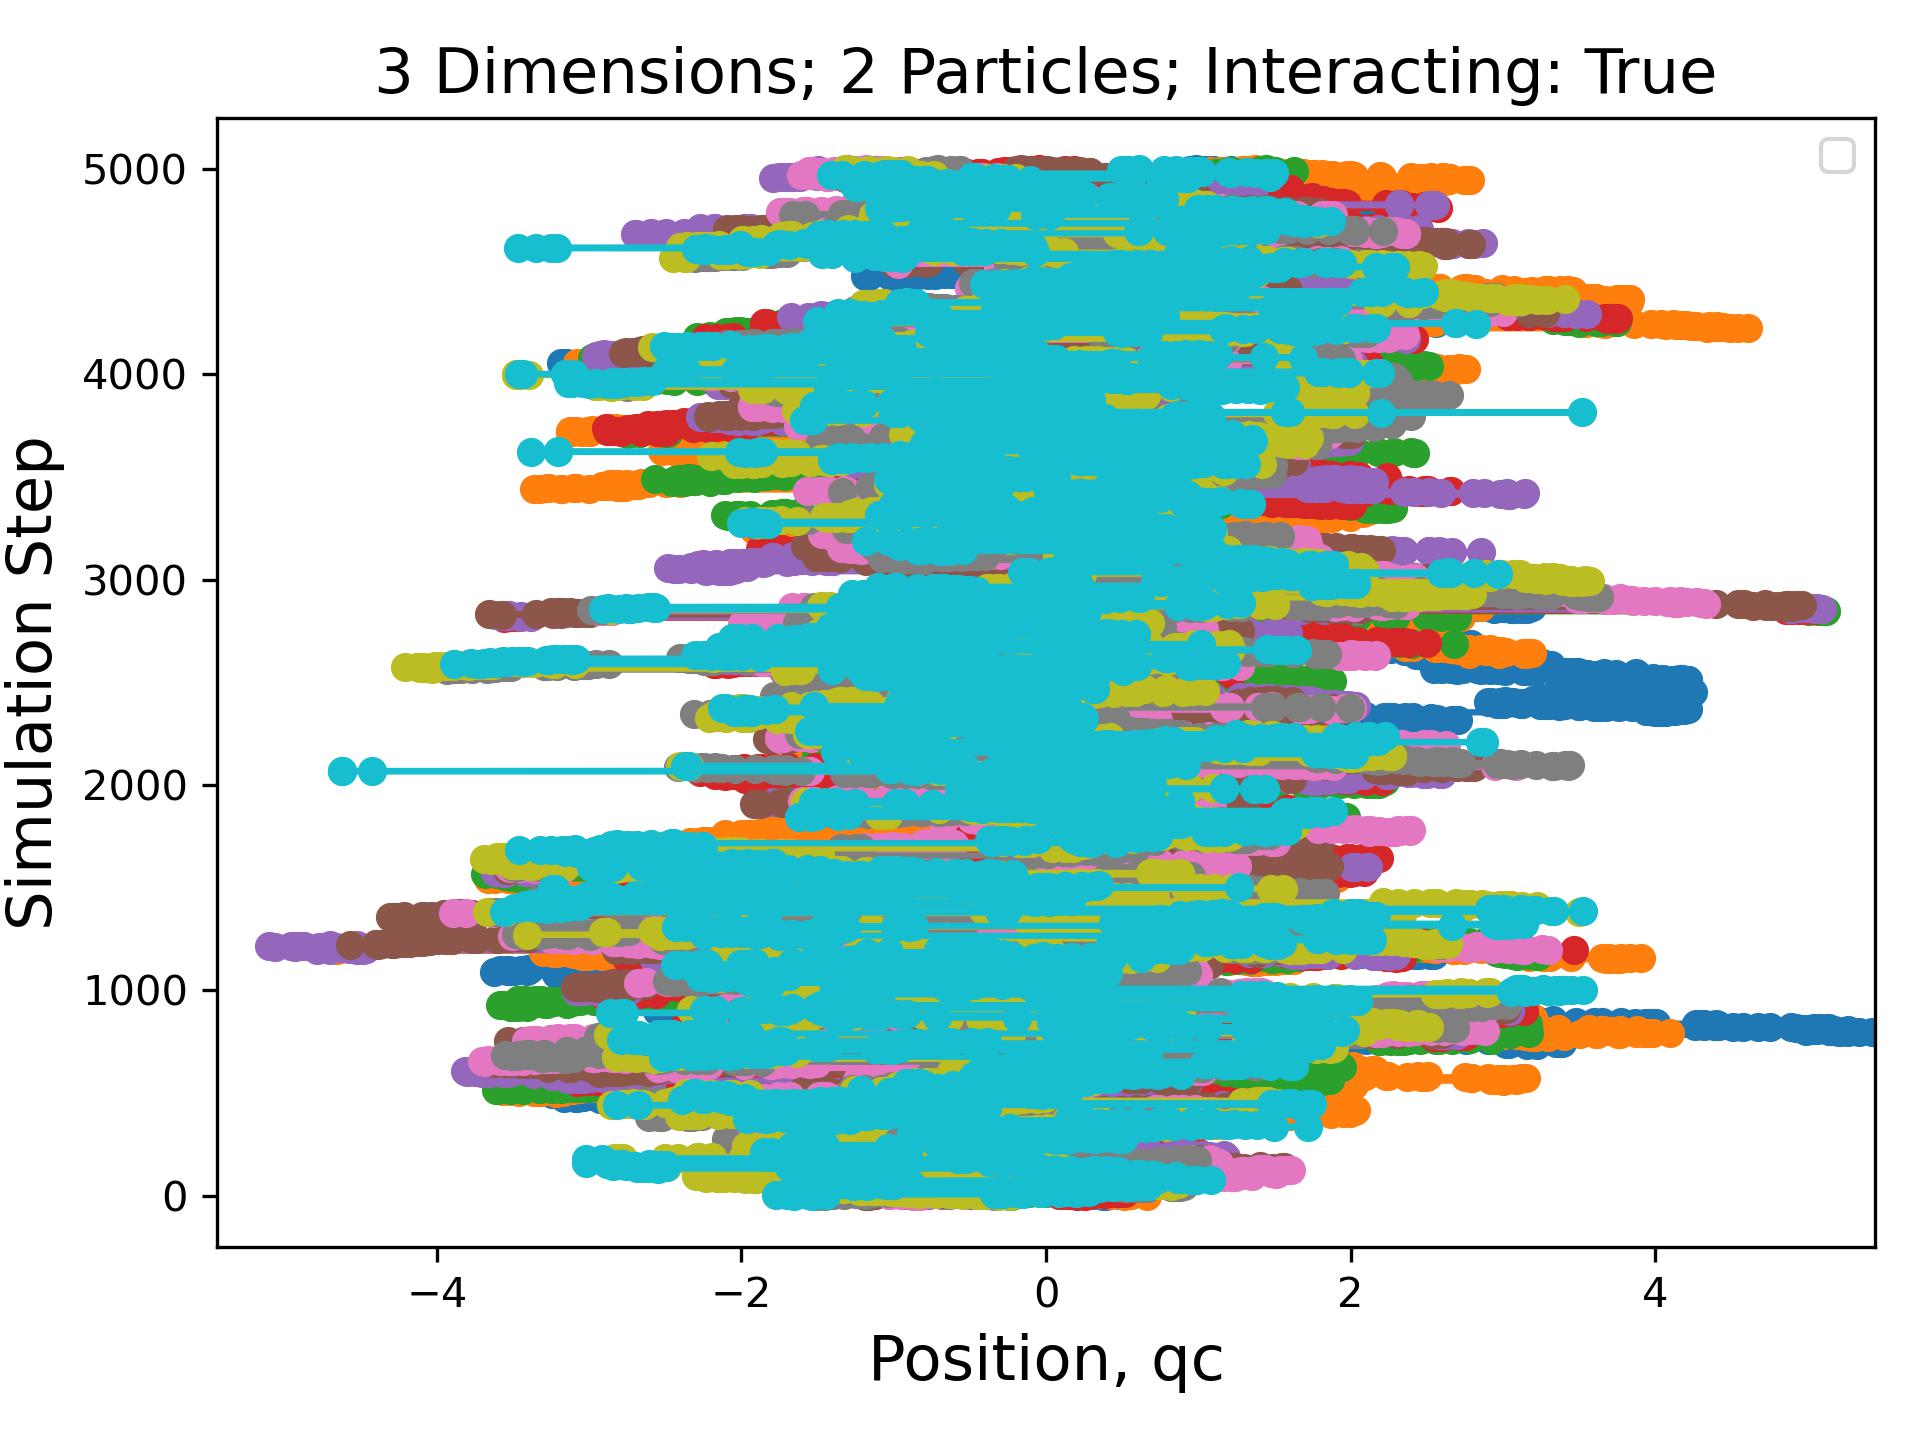 3 Dimensions; 2 Particles; Interacting: True
Simulation Step
5000
4000
3000
2000
1000
0
−4 −2 0 2 4
Position, qc